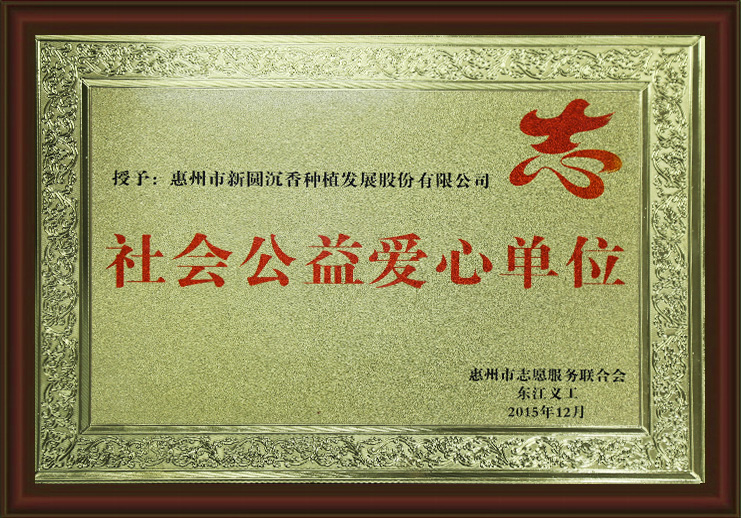 志
授予：惠州市新圆沉香种植发展股份有限公司
社会公益爱心单位
惠州市志愿服务联合会
东江义工
2015年12月